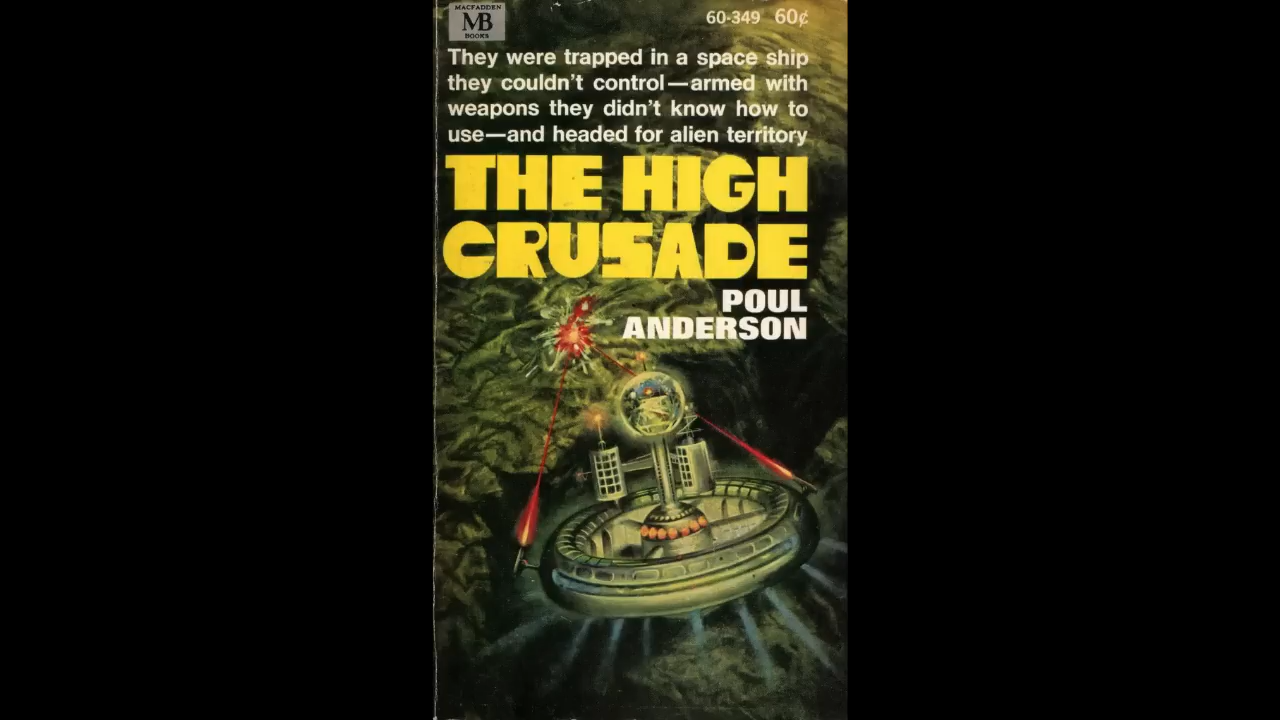 MACFADDEN
MB
BOOKS
60-349 60¢
They were trapped in a space ship
they couldn't control—armed with
weapons they didn't know how to
use—and headed for alien territory
THE HIGH
CRUSADE
POUL
ANDERSON